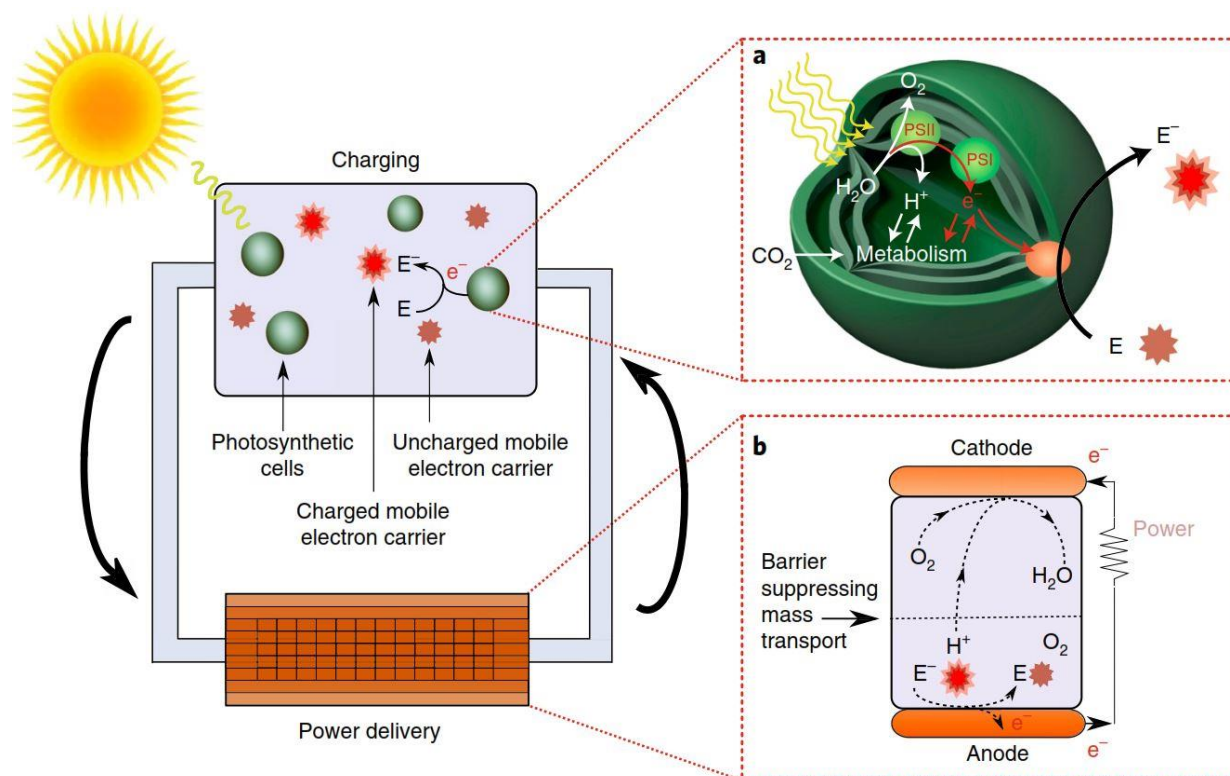 Charging
E⁻
e⁻
E
Photosynthetic
cells
Uncharged mobile
electron carrier
Charged mobile
electron carrier
Power delivery
a
O₂
PSII
PSI
H₂O
H⁺
e⁻
Metabolism
CO₂
E⁻
E
b
Cathode
e⁻
Power
O₂
H₂O
Barrier
suppressing
mass
transport
H⁺
O₂
E⁻
E
e⁻
e⁻
Anode